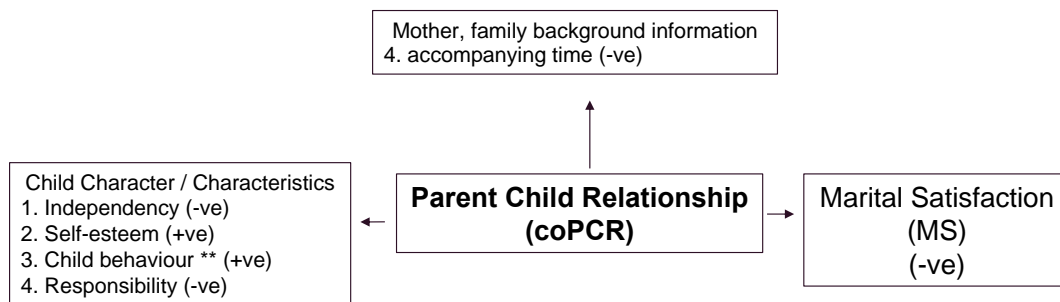 Mother, family background information
4. accompanying time (-ve)
Child Character / Characteristics
1. Independency (-ve)
2. Self-esteem (+ve)
3. Child behaviour ** (+ve)
4. Responsibility (-ve)
Parent Child Relationship
(coPCR)
Marital Satisfaction
(MS)
(-ve)